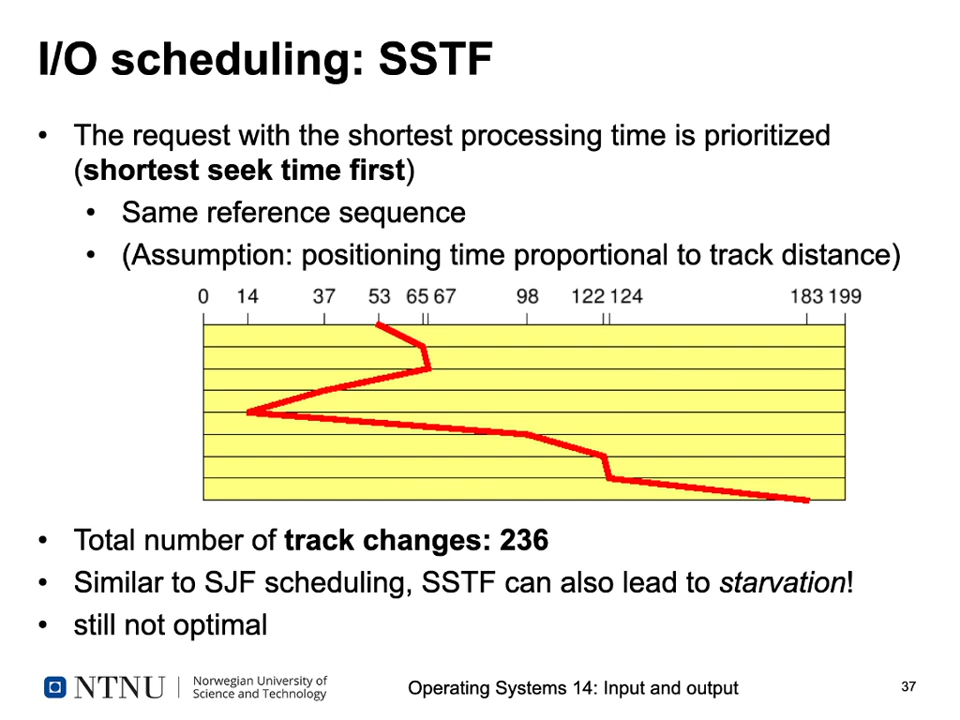 I/O scheduling: SSTF
• The request with the shortest processing time is prioritized
(shortest seek time first)
• Same reference sequence
• (Assumption: positioning time proportional to track distance)
0 14 37 53 65 67 98 122 124 183 199
• Total number of track changes: 236
• Similar to SJF scheduling, SSTF can also lead to starvation!
• still not optimal
NTNU
Norwegian University of
Science and Technology
Operating Systems 14: Input and output
37